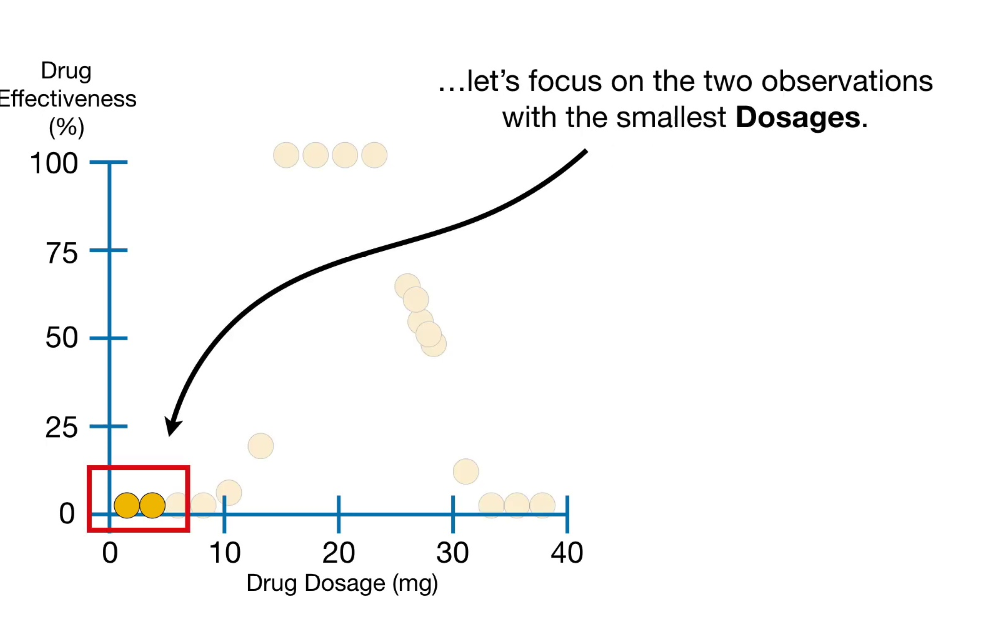 Drug
Effectiveness
(%)
…let's focus on the two observations
with the smallest Dosages.
100
75
50
25
0
0 10 20 30 40
Drug Dosage (mg)